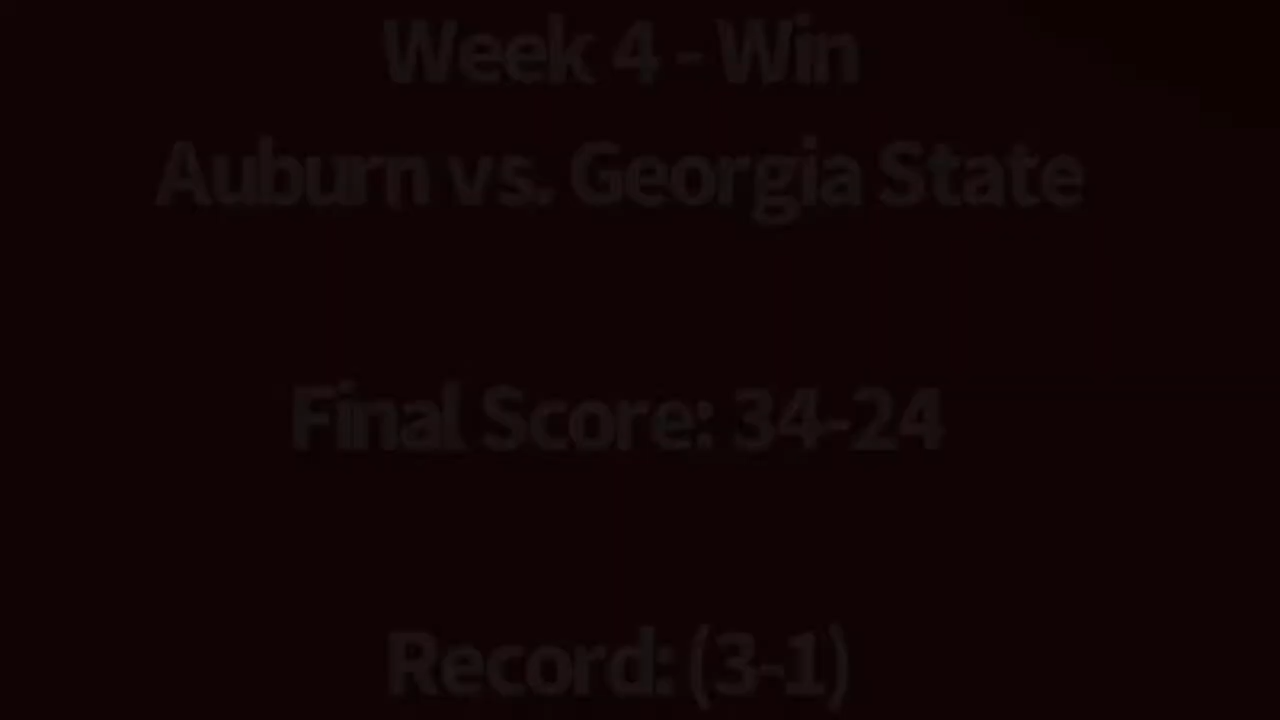 Week 4 - Win
Auburn vs. Georgia State
Final Score: 34-24
Record: (3-1)